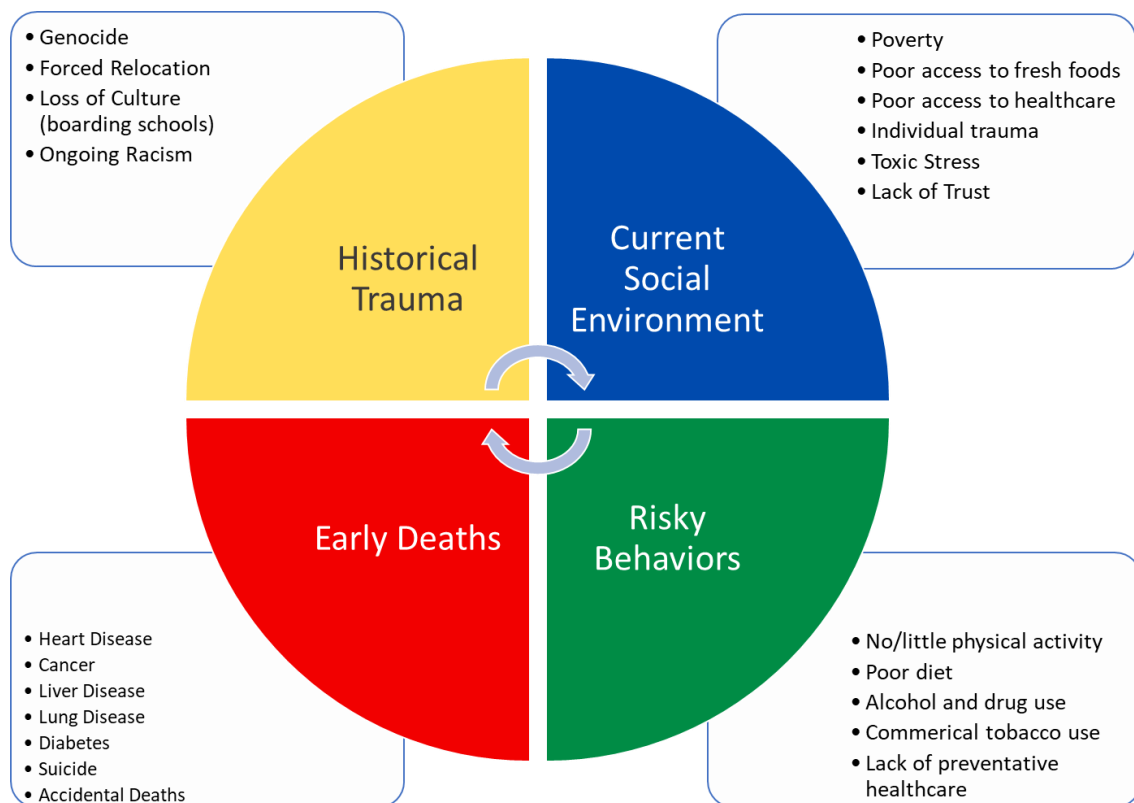 • Genocide
• Forced Relocation
• Loss of Culture
(boarding schools)
• Ongoing Racism
• Poverty
• Poor access to fresh foods
• Poor access to healthcare
• Individual trauma
• Toxic Stress
• Lack of Trust
Historical
Trauma
Current
Social
Environment
Early Deaths
Risky
Behaviors
• Heart Disease
• Cancer
• Liver Disease
• Lung Disease
• Diabetes
• Suicide
• Accidental Deaths
• No/little physical activity
• Poor diet
• Alcohol and drug use
• Commerical tobacco use
• Lack of preventative
healthcare